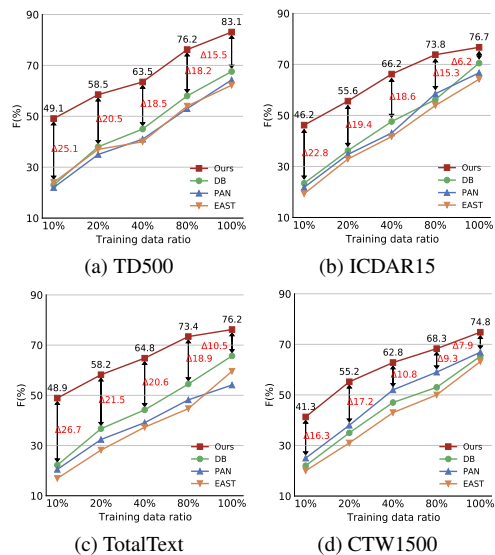 90
70
50
30
10
F(%)
49.1
58.5
63.5
76.2
83.1
Δ25.1
Δ20.5
Δ18.5
Δ18.2
Δ15.5
Ours
DB
PAN
EAST
10% 20% 40% 80% 100%
Training data ratio
(a) TD500
90
70
50
30
10
F(%)
46.2
55.6
66.2
73.8
76.7
Δ22.8
Δ19.4
Δ18.6
Δ15.3
Δ6.2
Ours
DB
PAN
EAST
10% 20% 40% 80% 100%
Training data ratio
(b) ICDAR15
90
70
50
30
10
F(%)
48.9
58.2
64.8
73.4
76.2
Δ26.7
Δ21.5
Δ20.6
Δ18.9
Δ10.5
Ours
DB
PAN
EAST
10% 20% 40% 80% 100%
Training data ratio
(c) TotalText
90
70
50
30
10
F(%)
41.3
55.2
62.8
68.3
74.8
Δ16.3
Δ17.2
Δ10.8
Δ9.3
Δ7.9
Ours
DB
PAN
EAST
10% 20% 40% 80% 100%
Training data ratio
(d) CTW1500